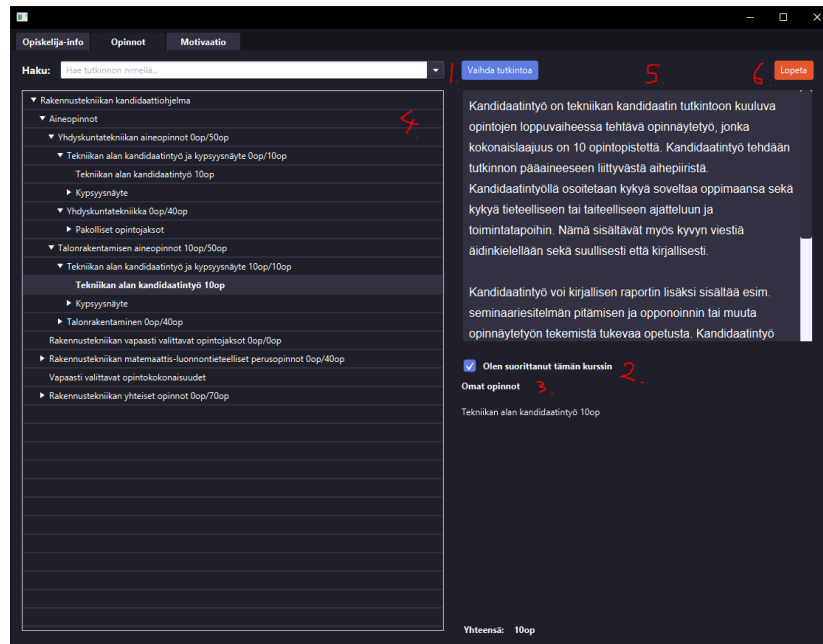 Opiskelija-info Opinnot Motivaatio
Haku: Hae tutkinnon nimellä... 1. Vaihda tutkintoa 5. 6. Lopeta
▼ Rakennustekniikan kandidaattiohjelma
▼ Aineopinnot 4.
▼ Yhdyskuntatekniikan aineopinnot 0op/50op
▼ Tekniikan alan kandidaatintyö ja kypsyysnäyte 0op/10op
Tekniikan alan kandidaatintyö 10op
▶ Kypsyysnäyte
▼ Yhdyskuntatekniikka 0op/40op
▶ Pakolliset opintojaksot
▼ Talonrakentamisen aineopinnot 10op/50op
▼ Tekniikan alan kandidaatintyö ja kypsyysnäyte 10op/10op
Tekniikan alan kandidaatintyö 10op
▶ Kypsyysnäyte
▶ Talonrakentaminen 0op/40op
Rakennustekniikan vapaasti valittavat opintojaksot 0op/0op
▶ Rakennustekniikan matemaattis-luonnontieteelliset perusopinnot 0op/40op
Vapaasti valittavat opintokokonaisuudet
▶ Rakennustekniikan yhteiset opinnot 0op/70op
Kandidaatintyö on tekniikan kandidaatin tutkintoon kuuluva
opintojen loppuvaiheessa tehtävä opinnäytetyö, jonka
kokonaislaajuus on 10 opintopistettä. Kandidaatintyö tehdään
tutkinnon pääaineeseen liittyvästä aihepiiristä.
Kandidaatintyöllä osoitetaan kykyä soveltaa oppimaansa sekä
kykyä tieteelliseen tai taiteelliseen ajatteluun ja
toimintatapoihin. Nämä sisältävät myös kyvyn viestiä
äidinkielellään sekä suullisesti että kirjallisesti.
Kandidaatintyö voi kirjallisen raportin lisäksi sisältää esim.
seminaariesitelmän pitämisen ja opponoinnin tai muuta
opinnäytetyön tekemistä tukevaa opetusta. Kandidaatintyö
Olen suorittanut tämän kurssin 2.
Omat opinnot 3.
Tekniikan alan kandidaatintyö 10op
Yhteensä: 10op